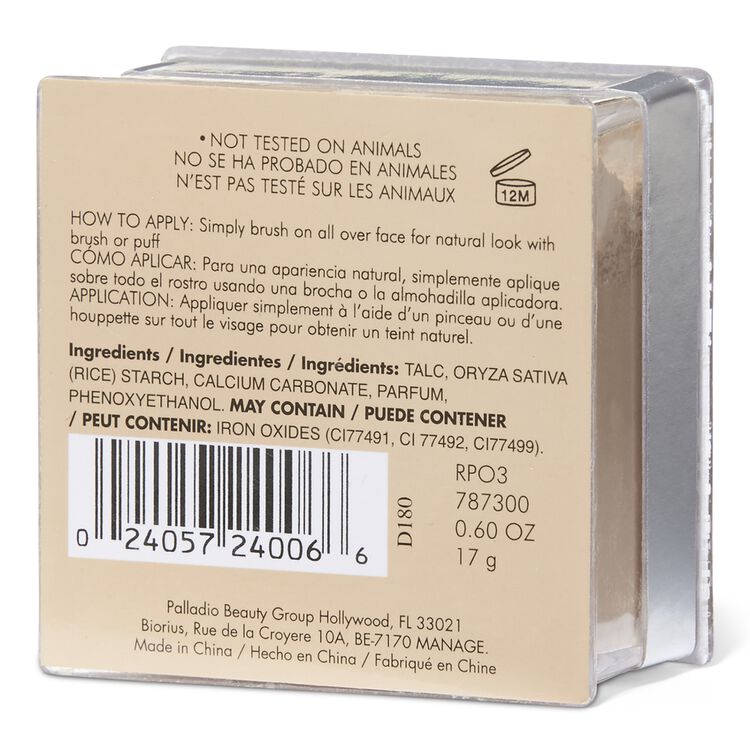 • NOT TESTED ON ANIMALS
NO SE HA PROBADO EN ANIMALES
N'EST PAS TESTÉ SUR LES ANIMAUX
12M
HOW TO APPLY: Simply brush on all over face for natural look with
brush or puff
CÓMO APLICAR: Para una apariencia natural, simplemente aplique
sobre todo el rostro usando una brocha o la almohadilla aplicadora.
APPLICATION: Appliquer simplement à l'aide d'un pinceau ou d'une
houppette sur tout le visage pour obtenir un teint naturel.
Ingredients / Ingredientes / Ingrédients: TALC, ORYZA SATIVA
(RICE) STARCH, CALCIUM CARBONATE, PARFUM,
PHENOXYETHANOL. MAY CONTAIN / PUEDE CONTENER
/ PEUT CONTENIR: IRON OXIDES (CI77491, CI 77492, CI77499).
0 24057 24006 6
D180
RPO3
787300
0.60 OZ
17 g
Palladio Beauty Group Hollywood, FL 33021
Biorius, Rue de la Croyere 10A, BE-7170 MANAGE.
Made in China / Hecho en China / Fabriqué en Chine